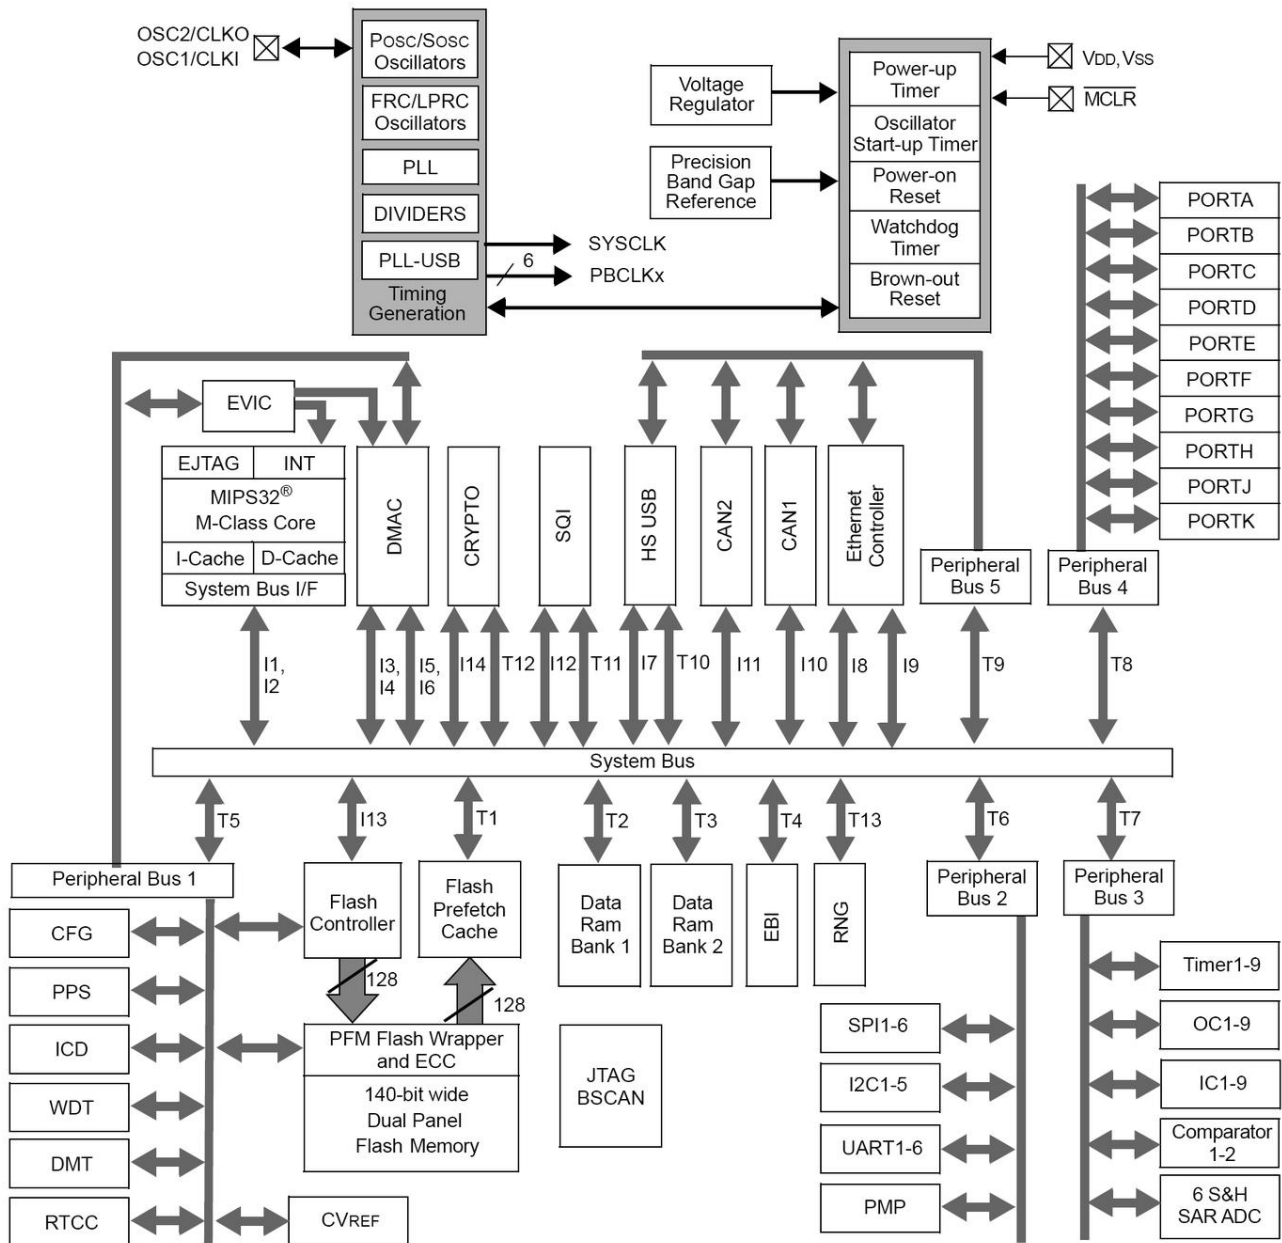 OSC2/CLKO
OSC1/CLKI
POSC/SOSC
Oscillators
FRC/LPRC
Oscillators
PLL
DIVIDERS
PLL-USB
Timing
Generation
SYSCLK
6
PBCLKx
Voltage
Regulator
Precision
Band Gap
Reference
Power-up
Timer
Oscillator
Start-up Timer
Power-on
Reset
Watchdog
Timer
Brown-out
Reset
VDD, VSS
MCLR
PORTA
PORTB
PORTC
PORTD
PORTE
PORTF
PORTG
PORTH
PORTJ
PORTK
EVIC
EJTAG
INT
MIPS32®
M-Class Core
I-Cache
D-Cache
System Bus I/F
DMAC
CRYPTO
SQI
HS USB
CAN2
CAN1
Ethernet
Controller
Peripheral
Bus 5
Peripheral
Bus 4
I1,
I2
I3,
I4
I5,
I6
I14
T12
I12
T11
I7
T10
I11
I10
I8
I9
T9
T8
System Bus
T5
I13
T1
T2
T3
T4
T13
T6
T7
Peripheral Bus 1
Flash
Controller
Flash
Prefetch
Cache
Data
Ram
Bank 1
Data
Ram
Bank 2
EBI
RNG
Peripheral
Bus 2
Peripheral
Bus 3
CFG
PPS
ICD
WDT
DMT
RTCC
128
128
PFM Flash Wrapper
and ECC
140-bit wide
Dual Panel
Flash Memory
CVREF
JTAG
BSCAN
SPI1-6
I2C1-5
UART1-6
PMP
Timer1-9
OC1-9
IC1-9
Comparator
1-2
6 S&H
SAR ADC